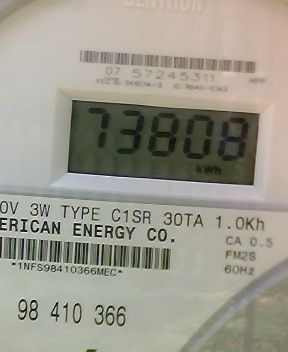 CENTRON
07 57245311
73808
kWh
0V 3W TYPE C1SR 30TA 1.0Kh
ERICAN ENERGY CO.
CA 0.5
FM2S
*1NFS98410366MEC*
60Hz
98 410 366